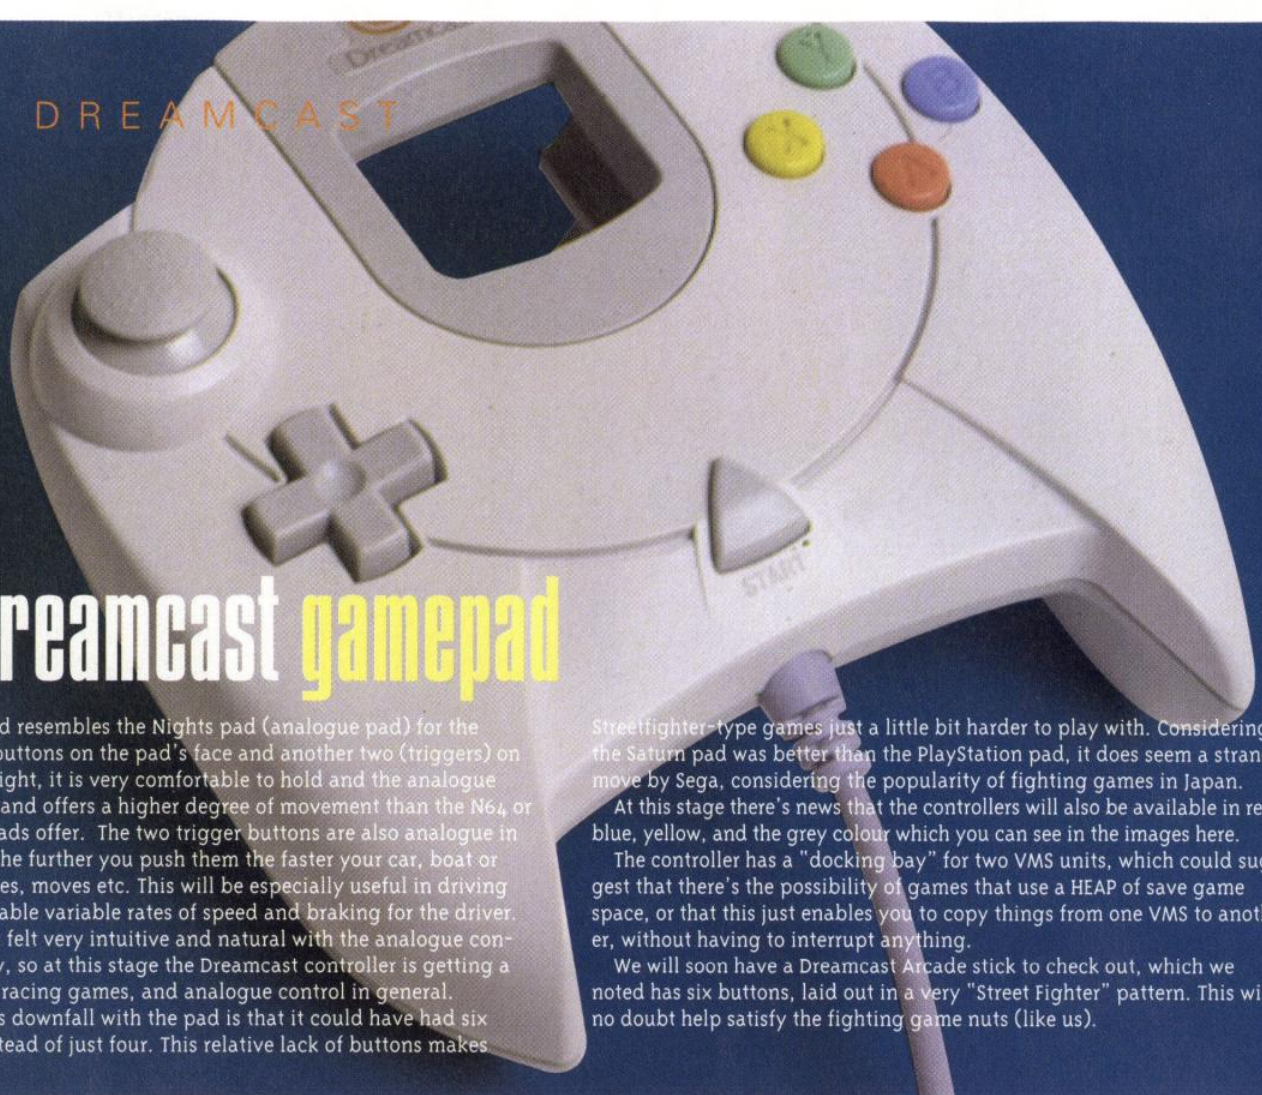 Dreamcast
DREAMCAST
Y
B
X
A
START
reamcast gamepad
d resembles the Nights pad (analogue pad) for the
buttons on the pad's face and another two (triggers) on
ight, it is very comfortable to hold and the analogue
and offers a higher degree of movement than the N64 or
ads offer. The two trigger buttons are also analogue in
he further you push them the faster your car, boat or
es, moves etc. This will be especially useful in driving
able variable rates of speed and braking for the driver.
felt very intuitive and natural with the analogue con-
y, so at this stage the Dreamcast controller is getting a
racing games, and analogue control in general.
s downfall with the pad is that it could have had six
tead of just four. This relative lack of buttons makes
Streetfighter-type games just a little bit harder to play with. Considering
the Saturn pad was better than the PlayStation pad, it does seem a stran
move by Sega, considering the popularity of fighting games in Japan.
At this stage there's news that the controllers will also be available in re
blue, yellow, and the grey colour which you can see in the images here.
The controller has a "docking bay" for two VMS units, which could sug
gest that there's the possibility of games that use a HEAP of save game
space, or that this just enables you to copy things from one VMS to anoth
er, without having to interrupt anything.
We will soon have a Dreamcast Arcade stick to check out, which we
noted has six buttons, laid out in a very "Street Fighter" pattern. This wi
no doubt help satisfy the fighting game nuts (like us).